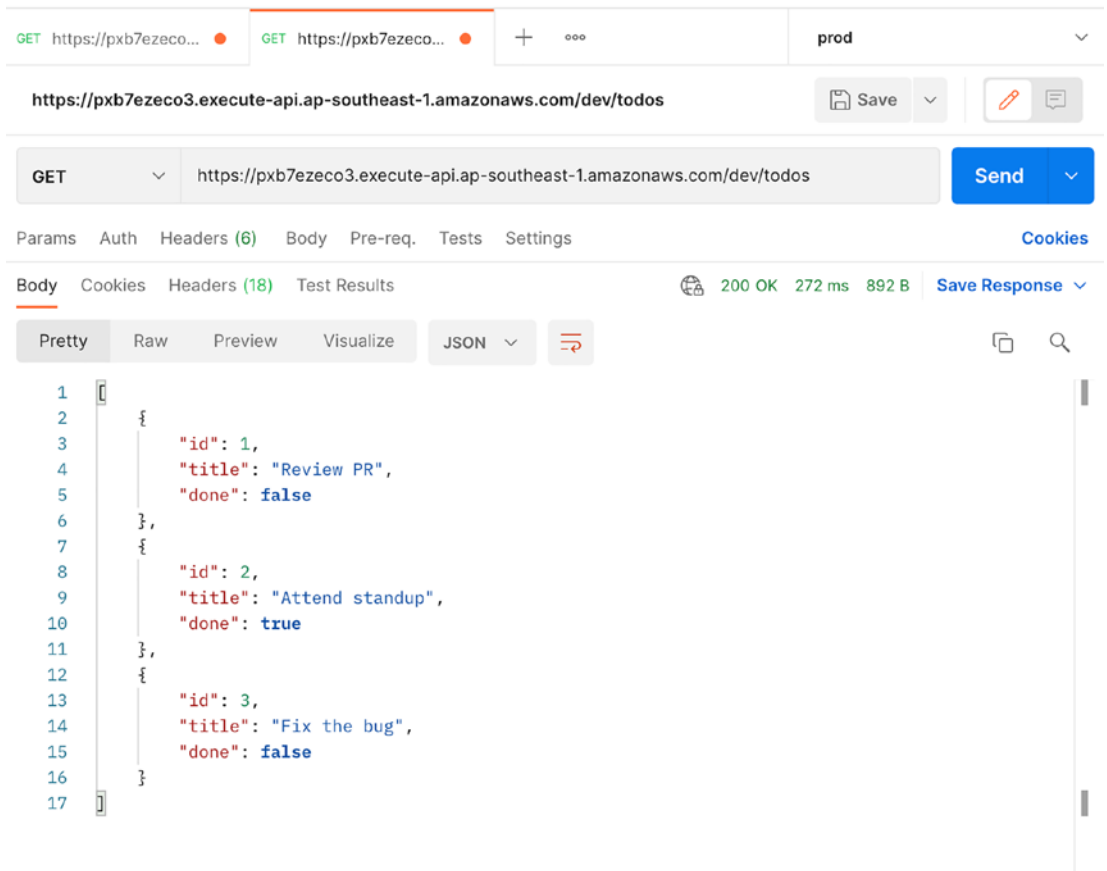 GET https://pxb7ezeco... GET https://pxb7ezeco... + ooo prod
https://pxb7ezeco3.execute-api.ap-southeast-1.amazonaws.com/dev/todos Save
GET https://pxb7ezeco3.execute-api.ap-southeast-1.amazonaws.com/dev/todos Send
Params Auth Headers (6) Body Pre-req. Tests Settings Cookies
Body Cookies Headers (18) Test Results 200 OK 272 ms 892 B Save Response
Pretty Raw Preview Visualize JSON
1 [
2 {
3 "id": 1,
4 "title": "Review PR",
5 "done": false
6 },
7 {
8 "id": 2,
9 "title": "Attend standup",
10 "done": true
11 },
12 {
13 "id": 3,
14 "title": "Fix the bug",
15 "done": false
16 }
17 ]